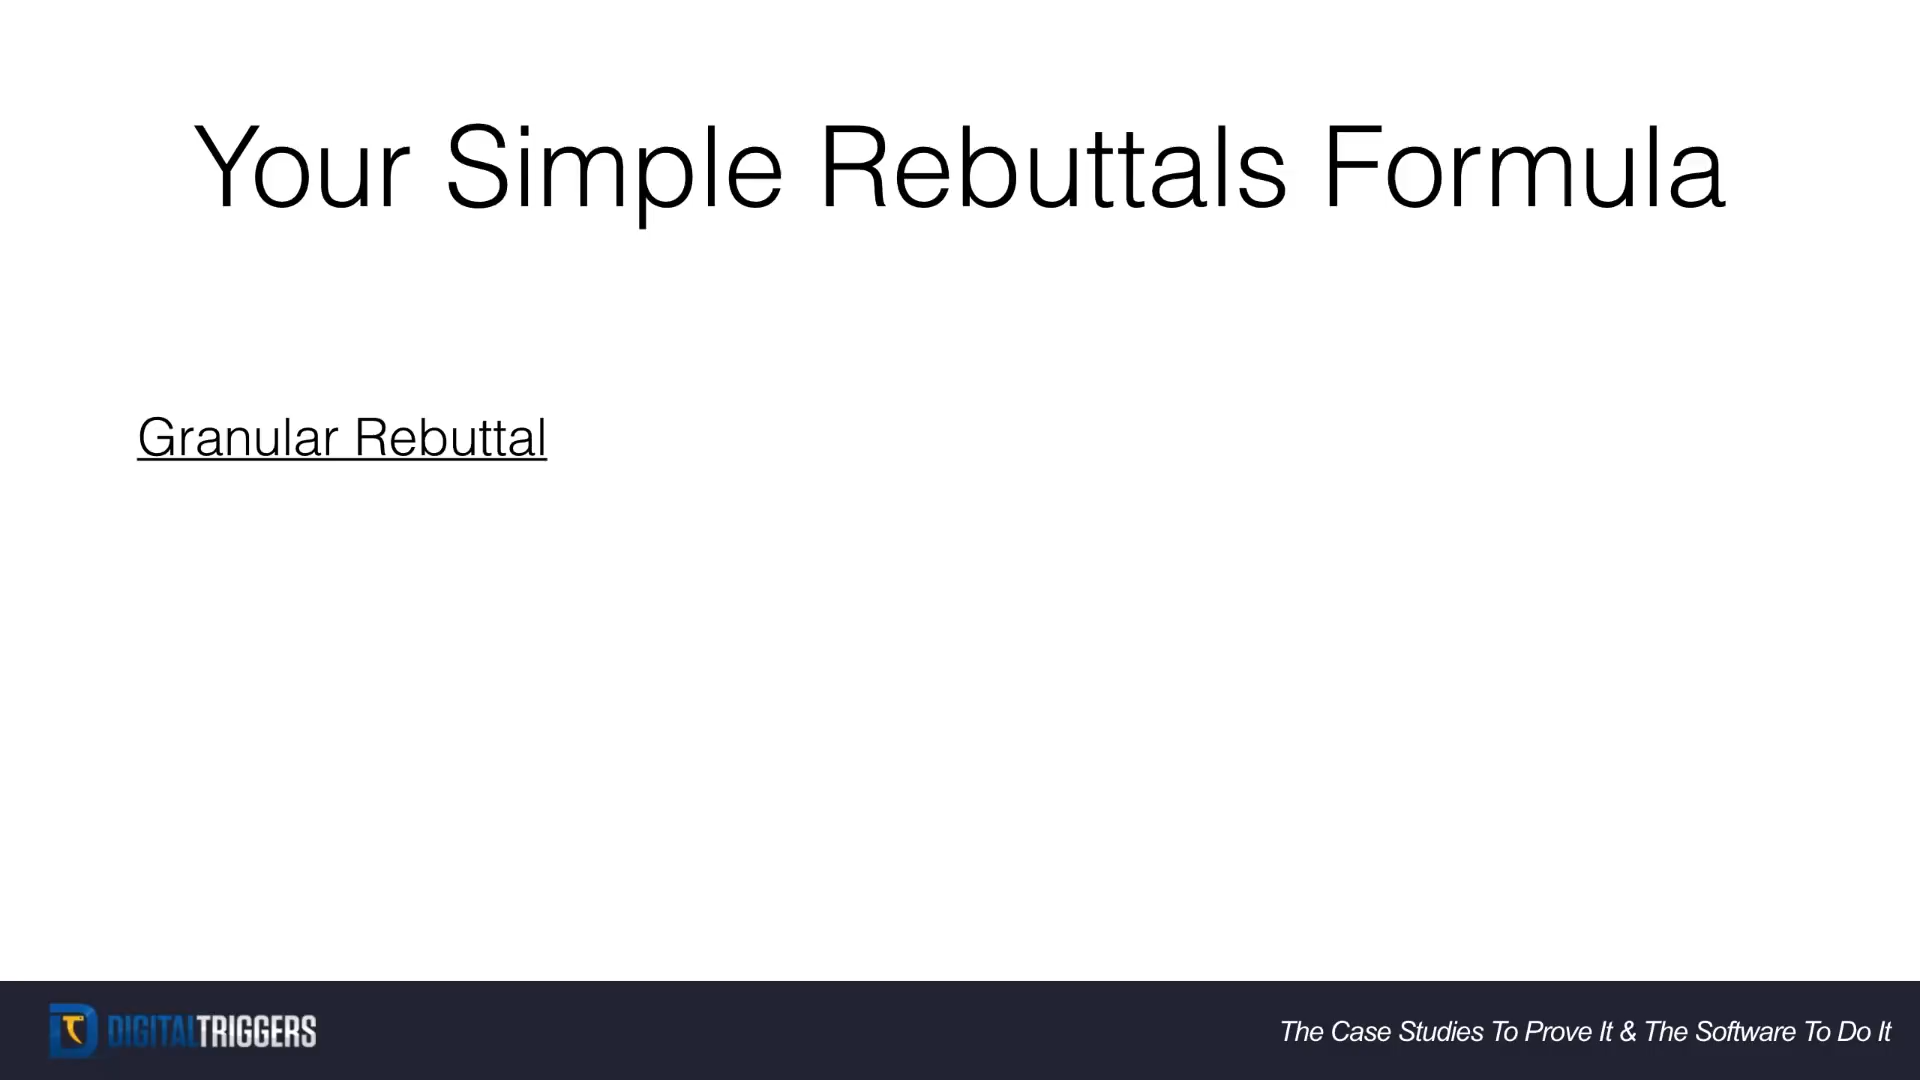 Your Simple Rebuttals Formula
Granular Rebuttal
DIGITALTRIGGERS
The Case Studies To Prove It & The Software To Do It